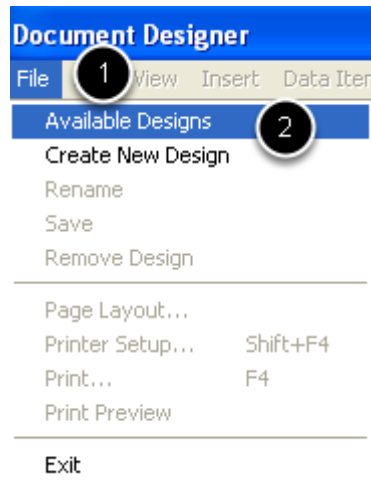 Document Designer
File 1 View Insert Data Iter
Available Designs 2
Create New Design
Rename
Save
Remove Design
Page Layout...
Printer Setup... Shift+F4
Print... F4
Print Preview
Exit